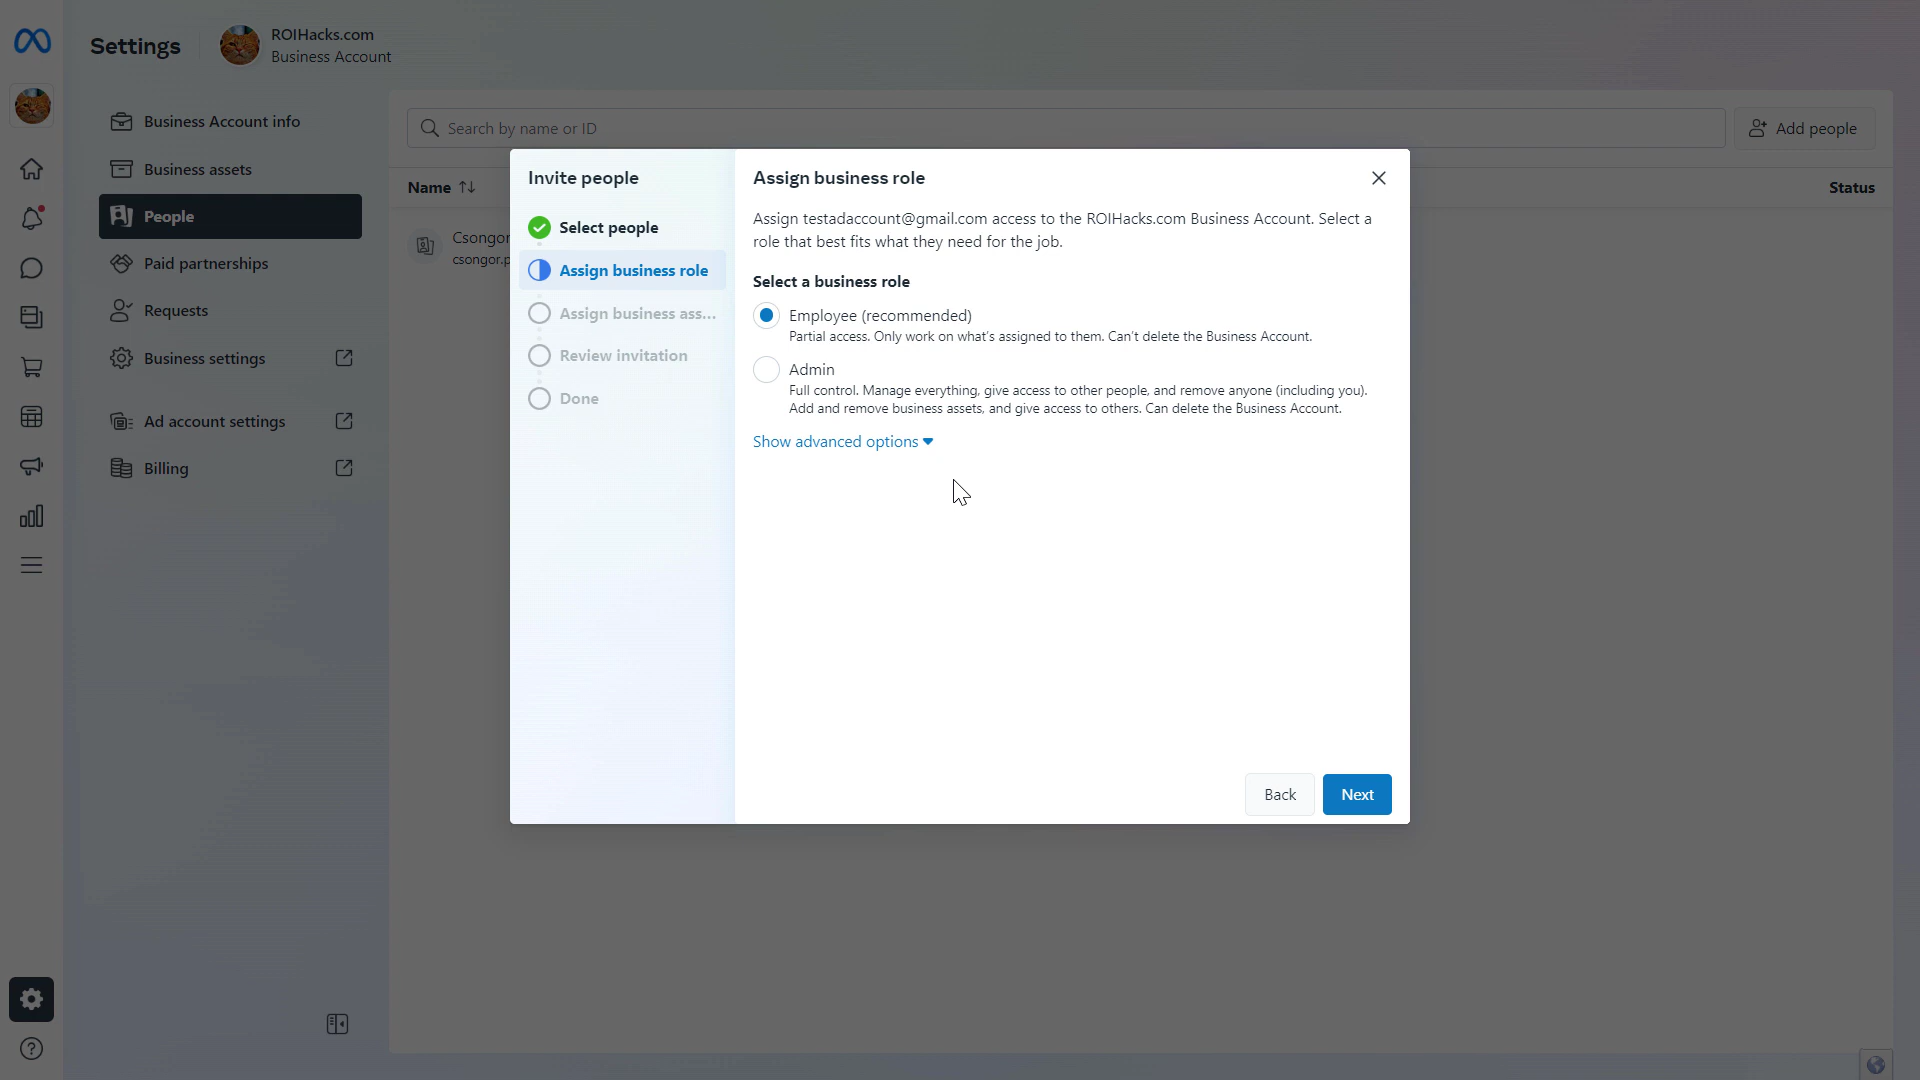 Settings
ROIHacks.com
Business Account
Business Account info
Business assets
People
Paid partnerships
Requests
Business settings
Ad account settings
Billing
Search by name or ID
Add people
Name
Status
Csongor
csongor.p
Invite people
Select people
Assign business role
Assign business ass...
Review invitation
Done
Assign business role
Assign testadaccount@gmail.com access to the ROIHacks.com Business Account. Select a
role that best fits what they need for the job.
Select a business role
Employee (recommended)
Partial access. Only work on what's assigned to them. Can't delete the Business Account.
Admin
Full control. Manage everything, give access to other people, and remove anyone (including you).
Add and remove business assets, and give access to others. Can delete the Business Account.
Show advanced options
Back
Next